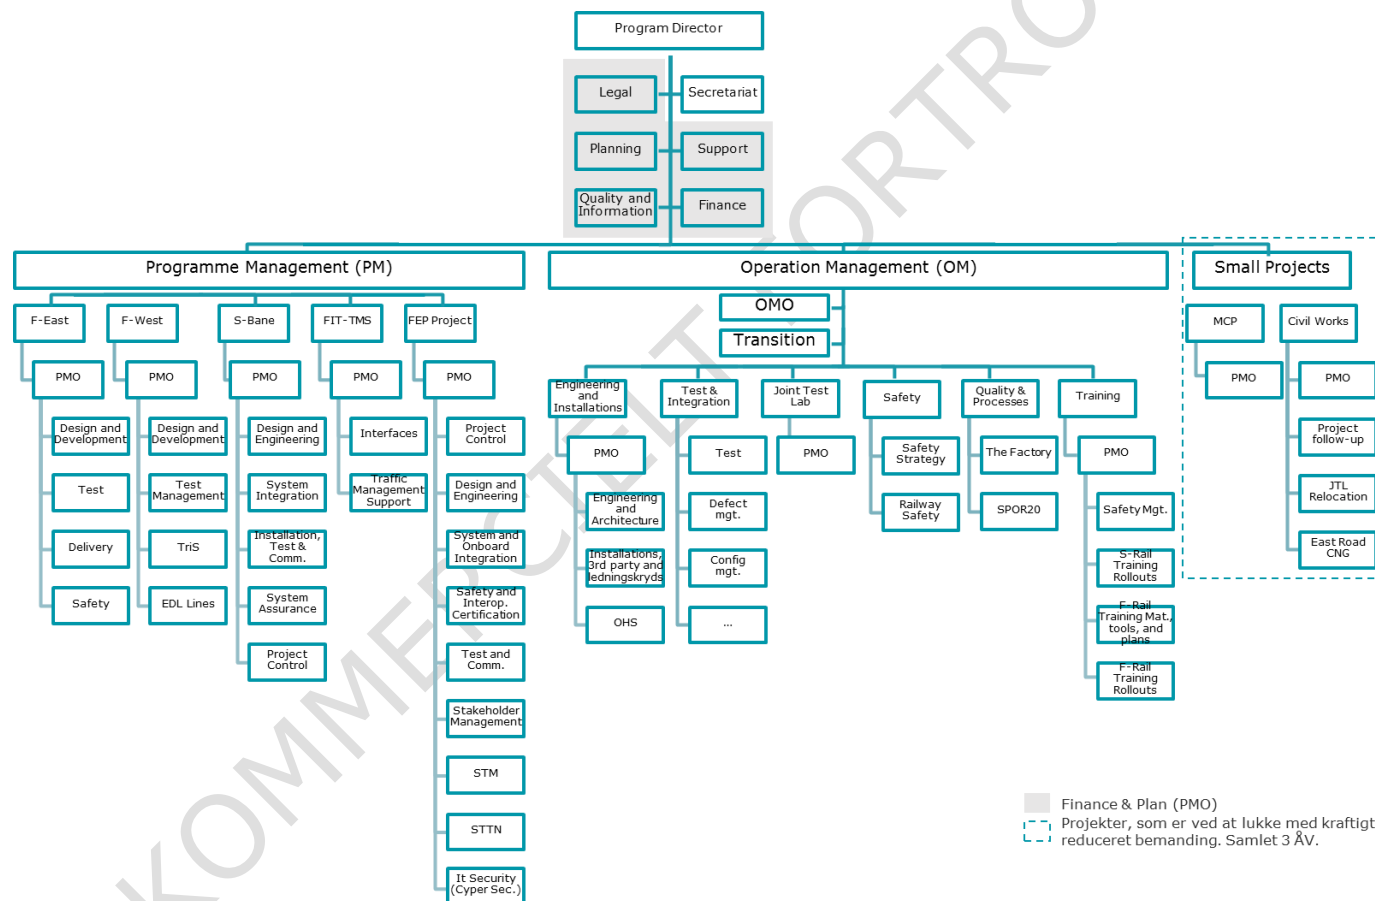 Program Director
Legal
Secretariat
Planning
Support
Quality and
Information
Finance
Programme Management (PM)
Operation Management (OM)
Small Projects
F-East
PMO
Design and
Development
Test
Delivery
Safety
F-West
PMO
Design and
Development
Test
Management
TriS
EDL Lines
S-Bane
PMO
Design and
Engineering
System
Integration
Installation,
Test &
Comm.
System
Assurance
Project
Control
FIT-TMS
PMO
Interfaces
Traffic
Management
Support
FEP Project
PMO
Project
Control
Design and
Engineering
System and
Onboard
Integration
Safety and
Interop.
Certification
Test and
Comm.
Stakeholder
Management
STM
STTN
It Security
(Cyper Sec.)
OMO
Transition
Engineering
and
Installations
PMO
Engineering
and
Architecture
Installations,
3rd party and
ledningskryds
OHS
Test &
Integration
Test
Defect
mgt.
Config
mgt.
...
Joint Test
Lab
PMO
Safety
Safety
Strategy
Railway
Safety
Quality &
Processes
The Factory
SPOR20
Training
PMO
Safety Mgt.
S-Rail
Training
Rollouts
F-Rail
Training Mat.,
tools, and
plans
F-Rail
Training
Rollouts
MCP
PMO
Civil Works
PMO
Project
follow-up
JTL
Relocation
East Road
CNG
Finance & Plan (PMO)
Projekter, som er ved at lukke med kraftigt
reduceret bemanding. Samlet 3 ÅV.
KOMMERCIELT FORTRO